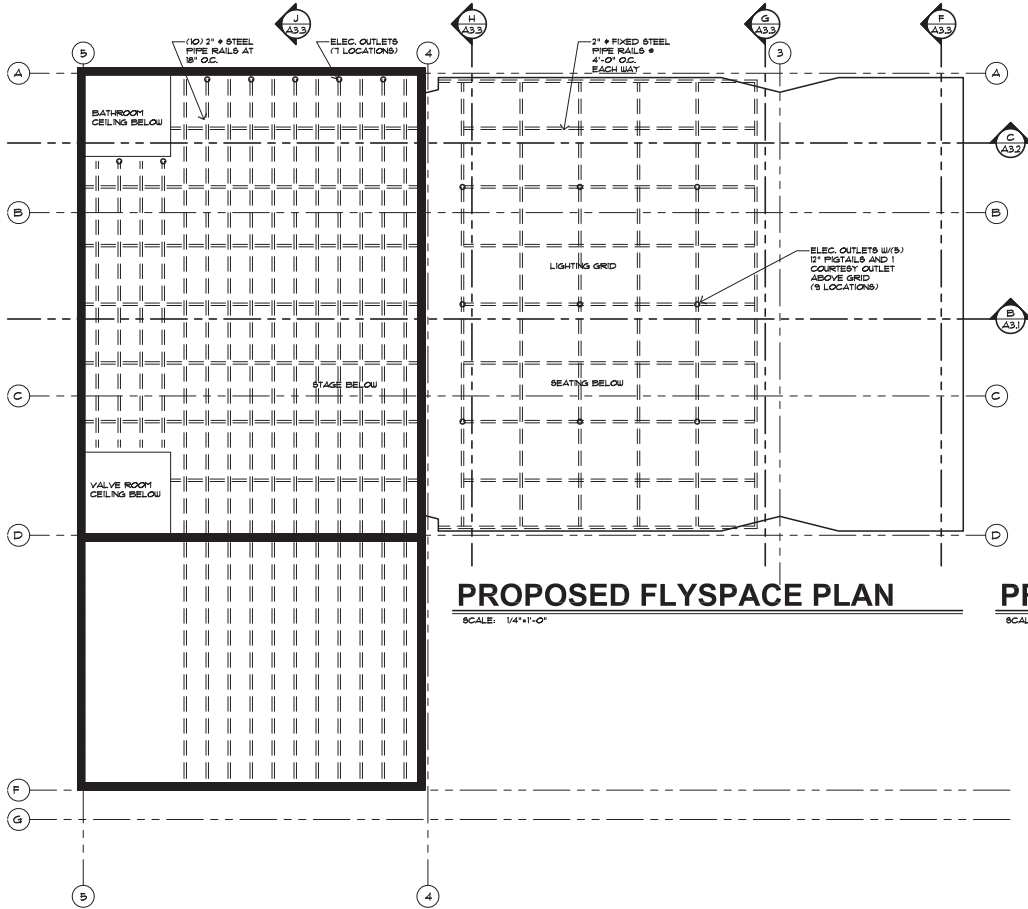 J
A3.3
H
A3.3
G
A3.3
F
A3.3
5
4
3
(10) 2" ø STEEL
PIPE RAILS AT
18" O.C.
ELEC. OUTLETS
(7 LOCATIONS)
2" ø FIXED STEEL
PIPE RAILS @
4'-0" O.C.
EACH WAY
A
A
BATHROOM
CEILING BELOW
C
A3.2
B
B
ELEC. OUTLETS W/(3)
12" PIGTAILS AND 1
COURTESY OUTLET
ABOVE GRID
(9 LOCATIONS)
LIGHTING GRID
B
A3.1
STAGE BELOW
SEATING BELOW
C
C
VALVE ROOM
CEILING BELOW
D
D
PROPOSED FLYSPACE PLAN
SCALE: 1/4"=1'-0"
PR
SCAL
F
G
5
4